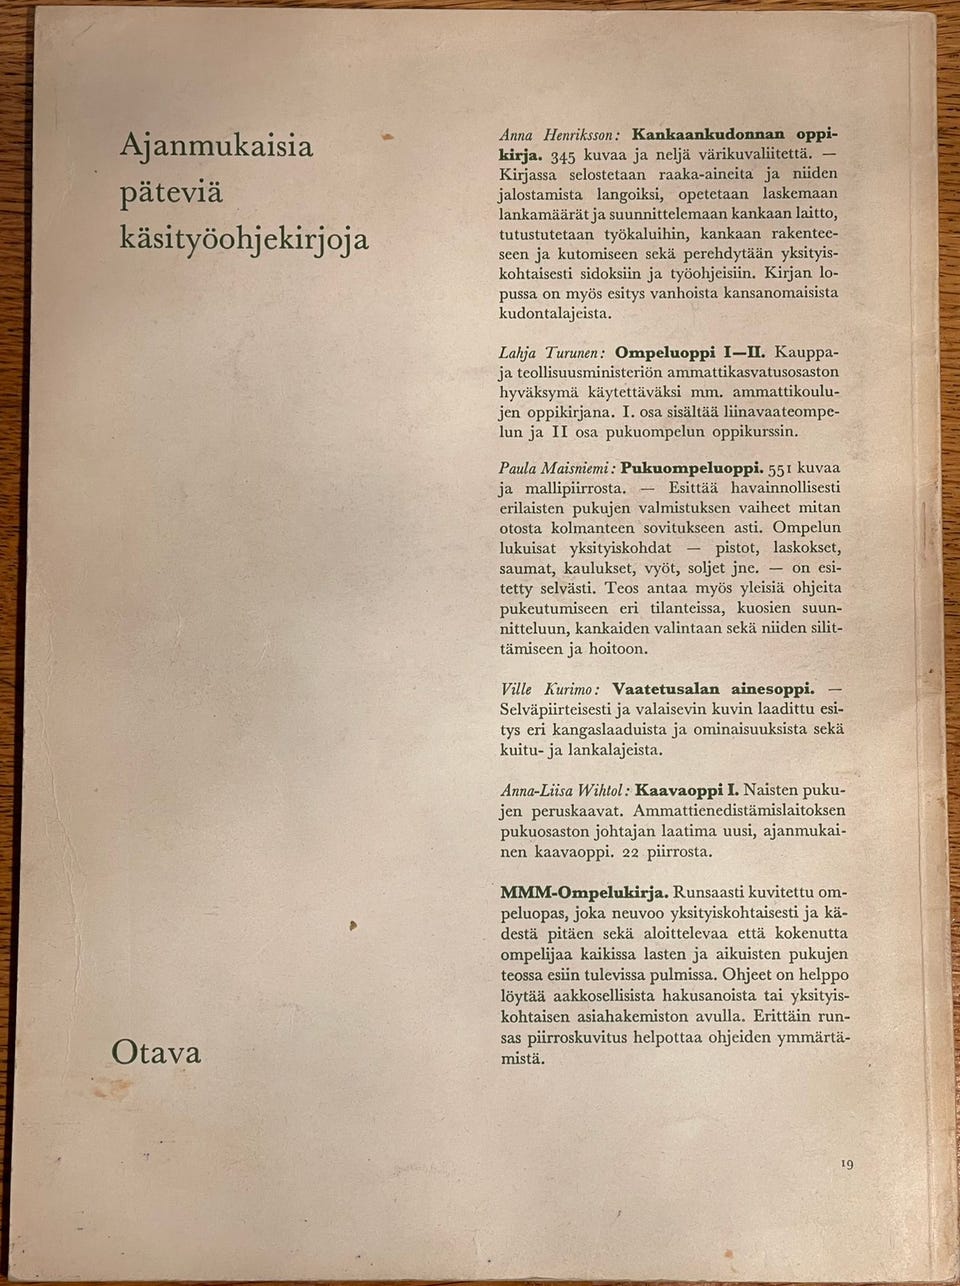 Ajanmukaisia
päteviä
käsityöohjekirjoja
Anna Henriksson: Kankaankudonnan oppi-
kirja. 345 kuvaa ja neljä värikuvaliitettä. —
Kirjassa selostetaan raaka-aineita ja niiden
jalostamista langoiksi, opetetaan laskemaan
lankamäärät ja suunnittelemaan kankaan laitto,
tutustutetaan työkaluihin, kankaan rakentee-
seen ja kutomiseen sekä perehdytään yksityis-
kohtaisesti sidoksiin ja työohjeisiin. Kirjan lo-
pussa on myös esitys vanhoista kansanomaisista
kudontalajeista.
Lahja Turunen: Ompeluoppi I—II. Kauppa-
ja teollisuusministeriön ammattikasvatusosaston
hyväksymä käytettäväksi mm. ammattikoulu-
jen oppikirjana. I. osa sisältää liinavaateompe-
lun ja II osa pukuompelun oppikurssin.
Paula Maisniemi: Pukuompeluoppi. 551 kuvaa
ja mallipiirrosta. — Esittää havainnollisesti
erilaisten pukujen valmistuksen vaiheet mitan
otosta kolmanteen sovitukseen asti. Ompelun
lukuisat yksityiskohdat — pistot, laskokset,
saumat, kaulukset, vyöt, soljet jne. — on esi-
tetty selvästi. Teos antaa myös yleisiä ohjeita
pukeutumiseen eri tilanteissa, kuosien suun-
nitteluun, kankaiden valintaan sekä niiden silit-
tämiseen ja hoitoon.
Ville Kurimo: Vaatetusalan ainesoppi. —
Selväpiirteisesti ja valaisevin kuvin laadittu esi-
tys eri kangaslaaduista ja ominaisuuksista sekä
kuitu- ja lankalajeista.
Anna-Liisa Wihtol: Kaavaoppi I. Naisten puku-
jen peruskaavat. Ammattienedistämislaitoksen
pukuosaston johtajan laatima uusi, ajanmukai-
nen kaavaoppi. 22 piirrosta.
MMM-Ompelukirja. Runsaasti kuvitettu om-
peluopas, joka neuvoo yksityiskohtaisesti ja kä-
destä pitäen sekä aloittelevaa että kokenutta
ompelijaa kaikissa lasten ja aikuisten pukujen
teossa esiin tulevissa pulmissa. Ohjeet on helppo
löytää aakkosellisista hakusanoista tai yksityis-
kohtaisen asiahakemiston avulla. Erittäin run-
sas piirroskuvitus helpottaa ohjeiden ymmärtä-
mistä.
Otava
19